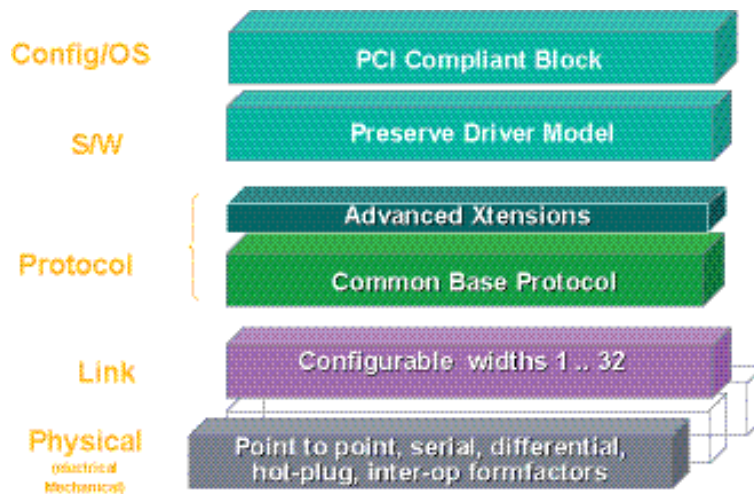 Config/OS
PCI Compliant Block
S/W
Preserve Driver Model
Advanced Xtensions
Protocol
Common Base Protocol
Link
Configurable widths 1 .. 32
Physical
Point to point, serial, differential,
hot-plug, inter-op formfactors
Mechanical)